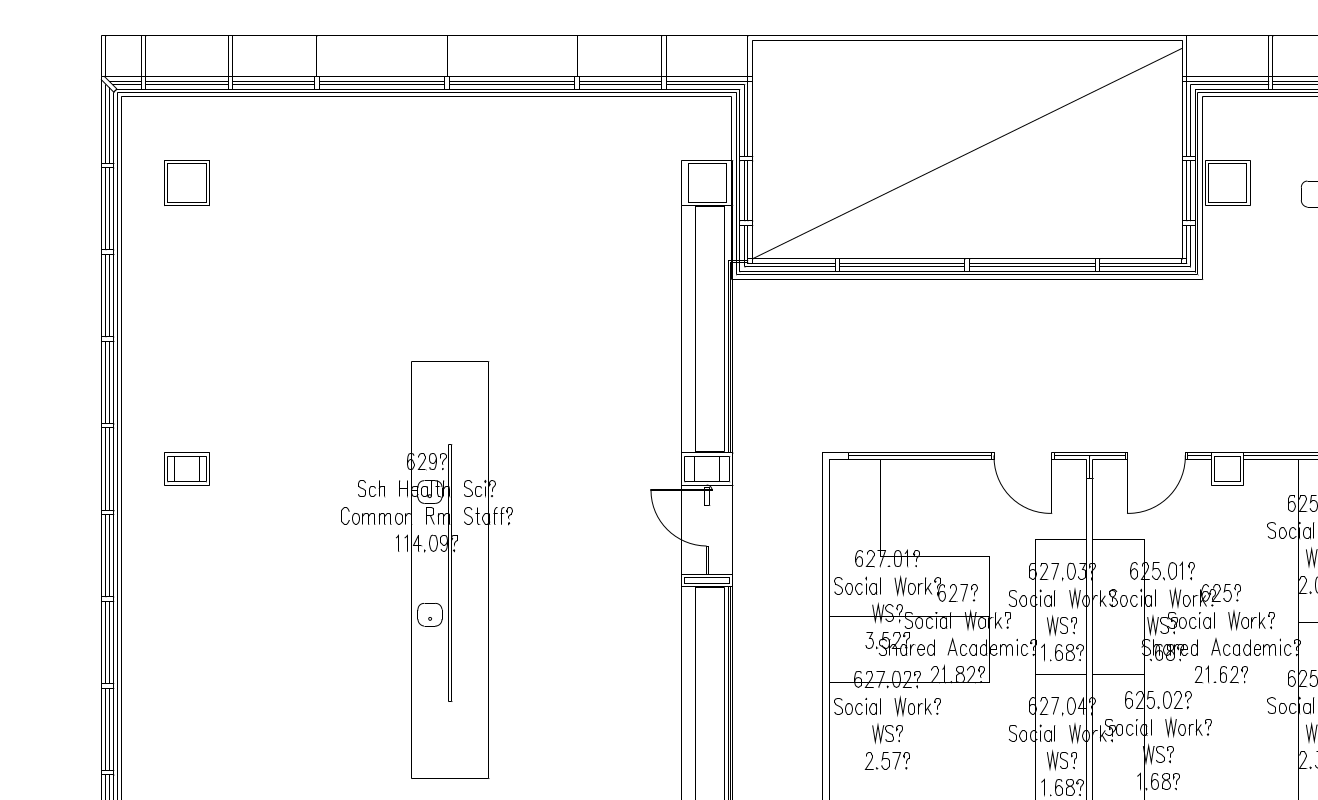 629?
Sch Health Sci?
Common Rm Staff?
114.09?
627.01?
Social Work?
WS?
3.52?
627?
Social Work?
Shared Academic?
21.82?
627.02?
Social Work?
WS?
2.57?
627.03?
Social Work?
WS?
1.68?
627.04?
Social Work?
WS?
1.68?
625.01?
Social Work?
WS?
1.68?
625?
Social Work?
Shared Academic?
21.62?
625.02?
Social Work?
WS?
1.68?
625
Social
2.0
625
Social